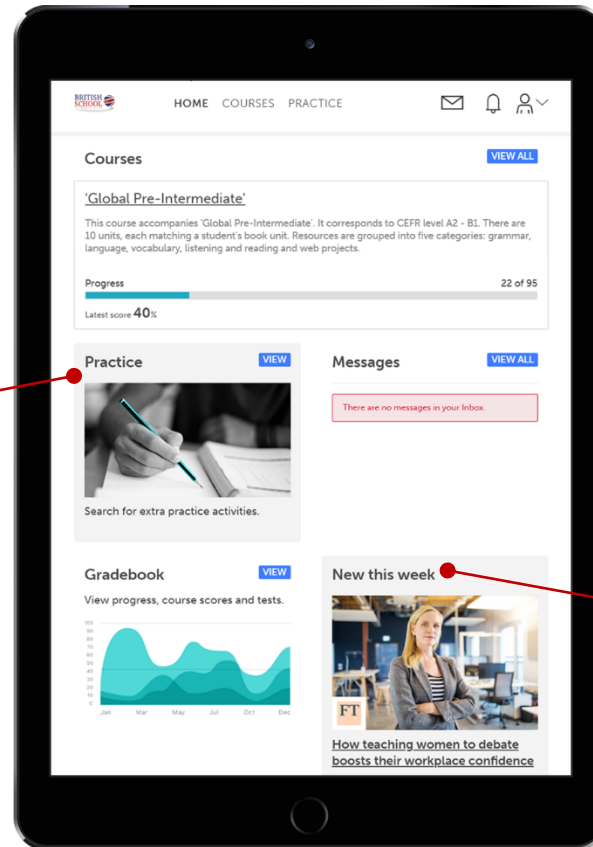 BRITISH
SCHOOL
HOME COURSES PRACTICE
Courses
VIEW ALL
'Global Pre-Intermediate'
This course accompanies 'Global Pre-Intermediate'. It corresponds to CEFR level A2 - B1. There are
10 units, each matching a student's book unit. Resources are grouped into five categories: grammar,
language, vocabulary, listening and reading and web projects.
Progress
22 of 95
Latest score 40%
Practice
VIEW
Search for extra practice activities.
Messages
VIEW ALL
There are no messages in your Inbox.
Gradebook
VIEW
View progress, course scores and tests.
100
90
80
70
60
50
40
30
20
10
0
Jan Mar May Jul Oct Dec
New this week
FT
How teaching women to debate
boosts their workplace confidence